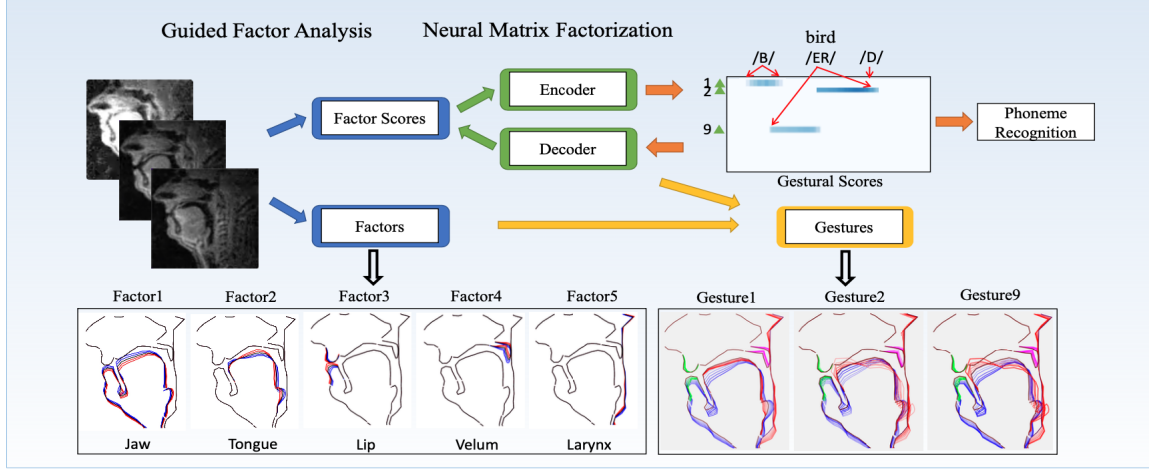 Guided Factor Analysis
Neural Matrix Factorization
bird
/B/ /ER/ /D/
1
2
9
Factor Scores
Encoder
Decoder
Phoneme
Recognition
Gestural Scores
Factors
Gestures
Factor1 Factor2 Factor3 Factor4 Factor5
Jaw Tongue Lip Velum Larynx
Gesture1 Gesture2 Gesture9